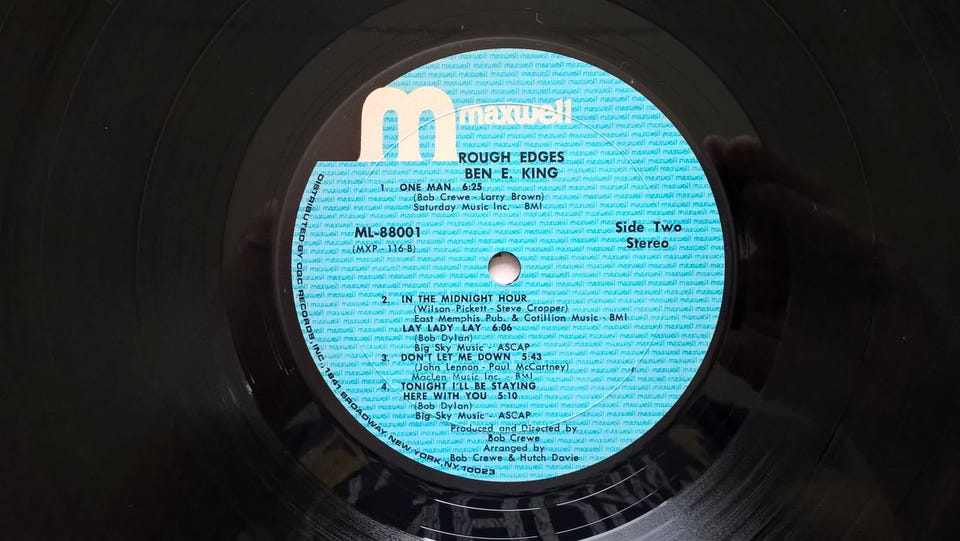 m maxwell
ROUGH EDGES
BEN E. KING
1. ONE MAN 6:25
(Bob Crewe - Larry Brown)
Saturday Music Inc. - BMI
ML-88001
(MXP - 116-B)
Side Two
Stereo
2. IN THE MIDNIGHT HOUR
(Wilson Pickett - Steve Cropper)
East Memphis Pub. & Cotillion Music - BMI
LAY LADY LAY 6:06
(Bob Dylan)
Big Sky Music - ASCAP
3. DON'T LET ME DOWN 5:43
(John Lennon - Paul McCartney)
Maclen Music Inc. - BMI
4. TONIGHT I'LL BE STAYING
HERE WITH YOU 5:10
(Bob Dylan)
Big Sky Music - ASCAP
Produced and Directed by
Bob Crewe
Arranged by
Bob Crewe & Hutch Davie
DISTRIBUTED BY CGC RECORDS, INC., 1841 BROADWAY, NEW YORK, N.Y. 10023